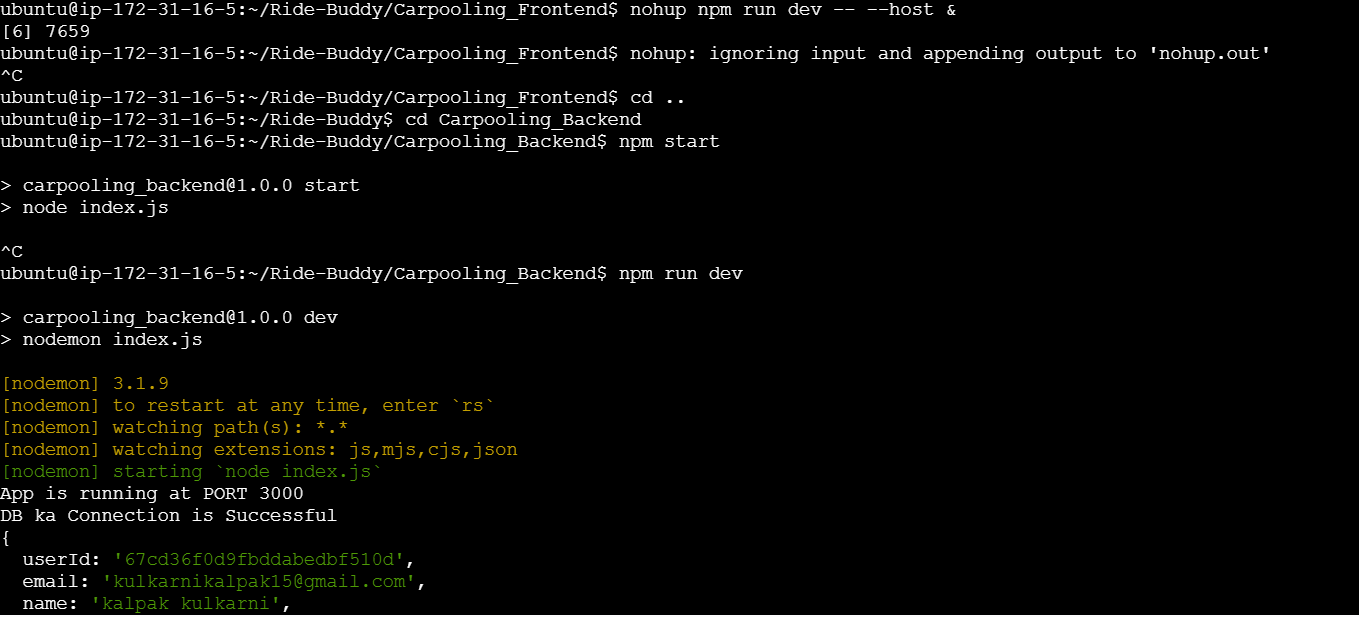 ubuntu@ip-172-31-16-5:~/Ride-Buddy/Carpooling_Frontend$ nohup npm run dev -- --host &
[6] 7659
ubuntu@ip-172-31-16-5:~/Ride-Buddy/Carpooling_Frontend$ nohup: ignoring input and appending output to 'nohup.out'
^C
ubuntu@ip-172-31-16-5:~/Ride-Buddy/Carpooling_Frontend$ cd ..
ubuntu@ip-172-31-16-5:~/Ride-Buddy$ cd Carpooling_Backend
ubuntu@ip-172-31-16-5:~/Ride-Buddy/Carpooling_Backend$ npm start
> carpooling_backend@1.0.0 start
> node index.js
^C
ubuntu@ip-172-31-16-5:~/Ride-Buddy/Carpooling_Backend$ npm run dev
> carpooling_backend@1.0.0 dev
> nodemon index.js
[nodemon] 3.1.9
[nodemon] to restart at any time, enter `rs`
[nodemon] watching path(s): *.*
[nodemon] watching extensions: js,mjs,cjs,json
[nodemon] starting `node index.js`
App is running at PORT 3000
DB ka Connection is Successful
{
  userId: '67cd36f0d9fbddabedbf510d',
  email: 'kulkarnikalpak15@gmail.com',
  name: 'kalpak kulkarni',